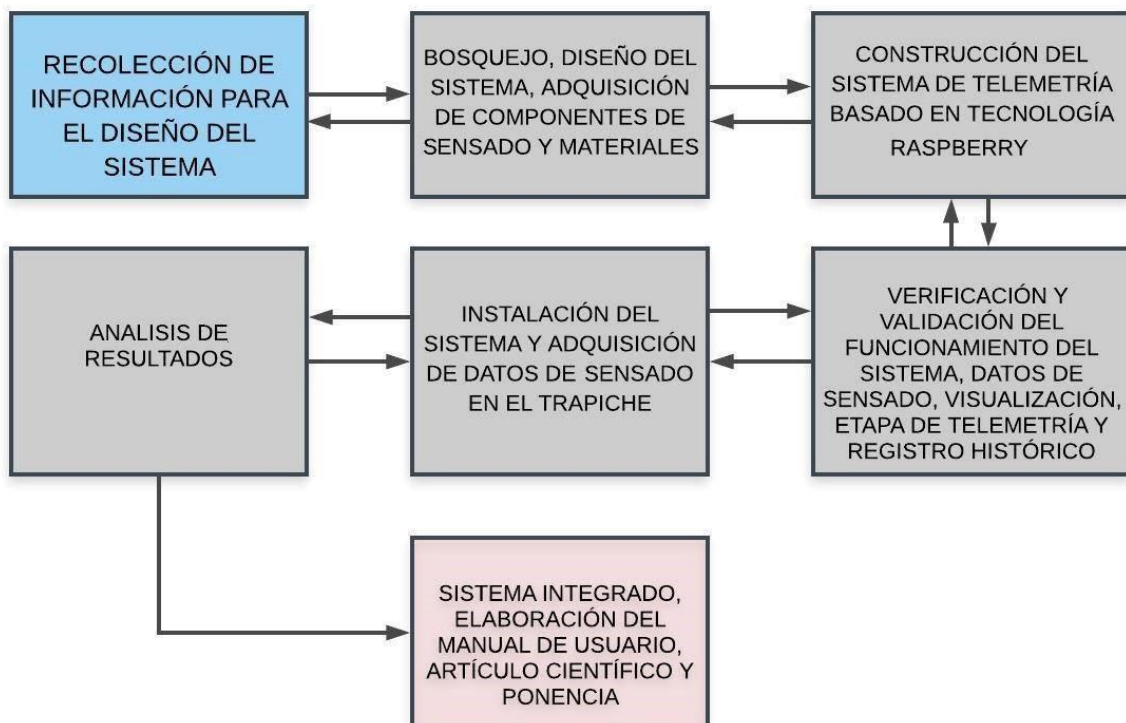 RECOLECCIÓN DE
INFORMACIÓN PARA
EL DISEÑO DEL
SISTEMA
BOSQUEJO, DISEÑO DEL
SISTEMA, ADQUISICIÓN
DE COMPONENTES DE
SENSADO Y MATERIALES
CONSTRUCCIÓN DEL
SISTEMA DE TELEMETRÍA
BASADO EN TECNOLOGÍA
RASPBERRY
ANALISIS DE
RESULTADOS
INSTALACIÓN DEL
SISTEMA Y ADQUISICIÓN
DE DATOS DE SENSADO
EN EL TRAPICHE
VERIFICACIÓN Y
VALIDACIÓN DEL
FUNCIONAMIENTO DEL
SISTEMA, DATOS DE
SENSADO, VISUALIZACIÓN,
ETAPA DE TELEMETRÍA Y
REGISTRO HISTÓRICO
SISTEMA INTEGRADO,
ELABORACIÓN DEL
MANUAL DE USUARIO,
ARTÍCULO CIENTÍFICO Y
PONENCIA